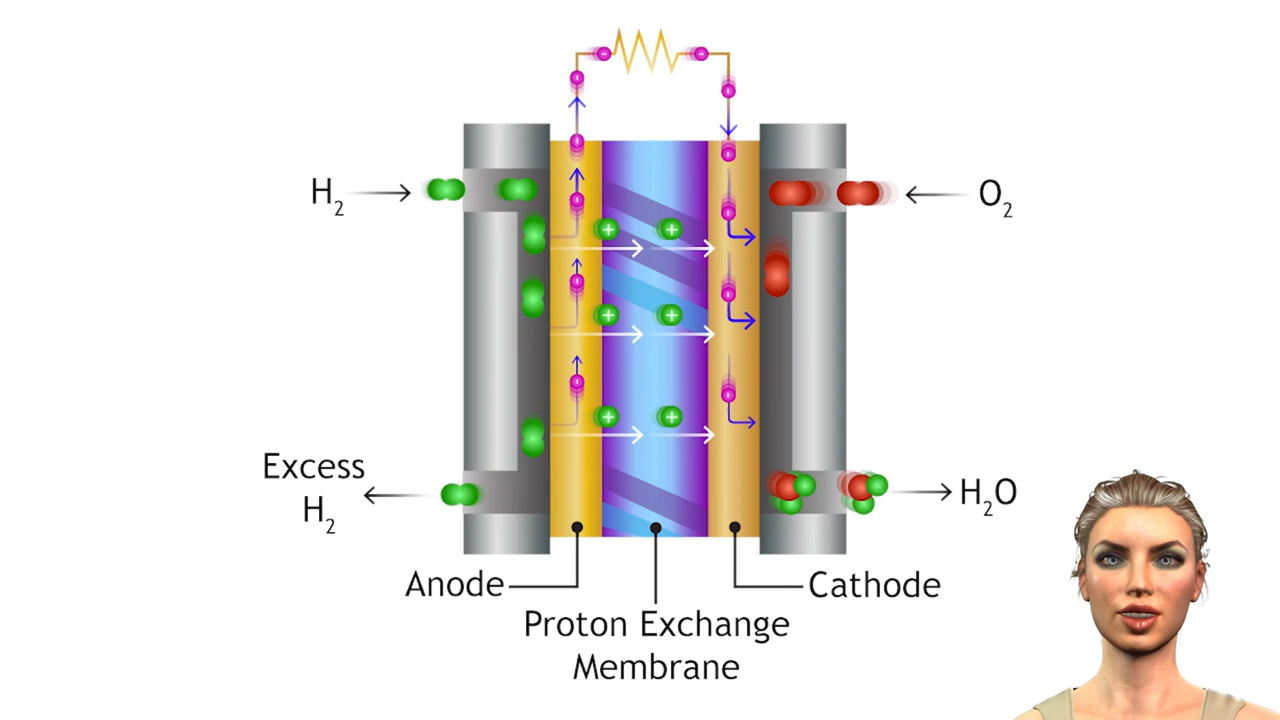 H₂
O₂
Excess
H₂
H₂O
Anode
Cathode
Proton Exchange
Membrane